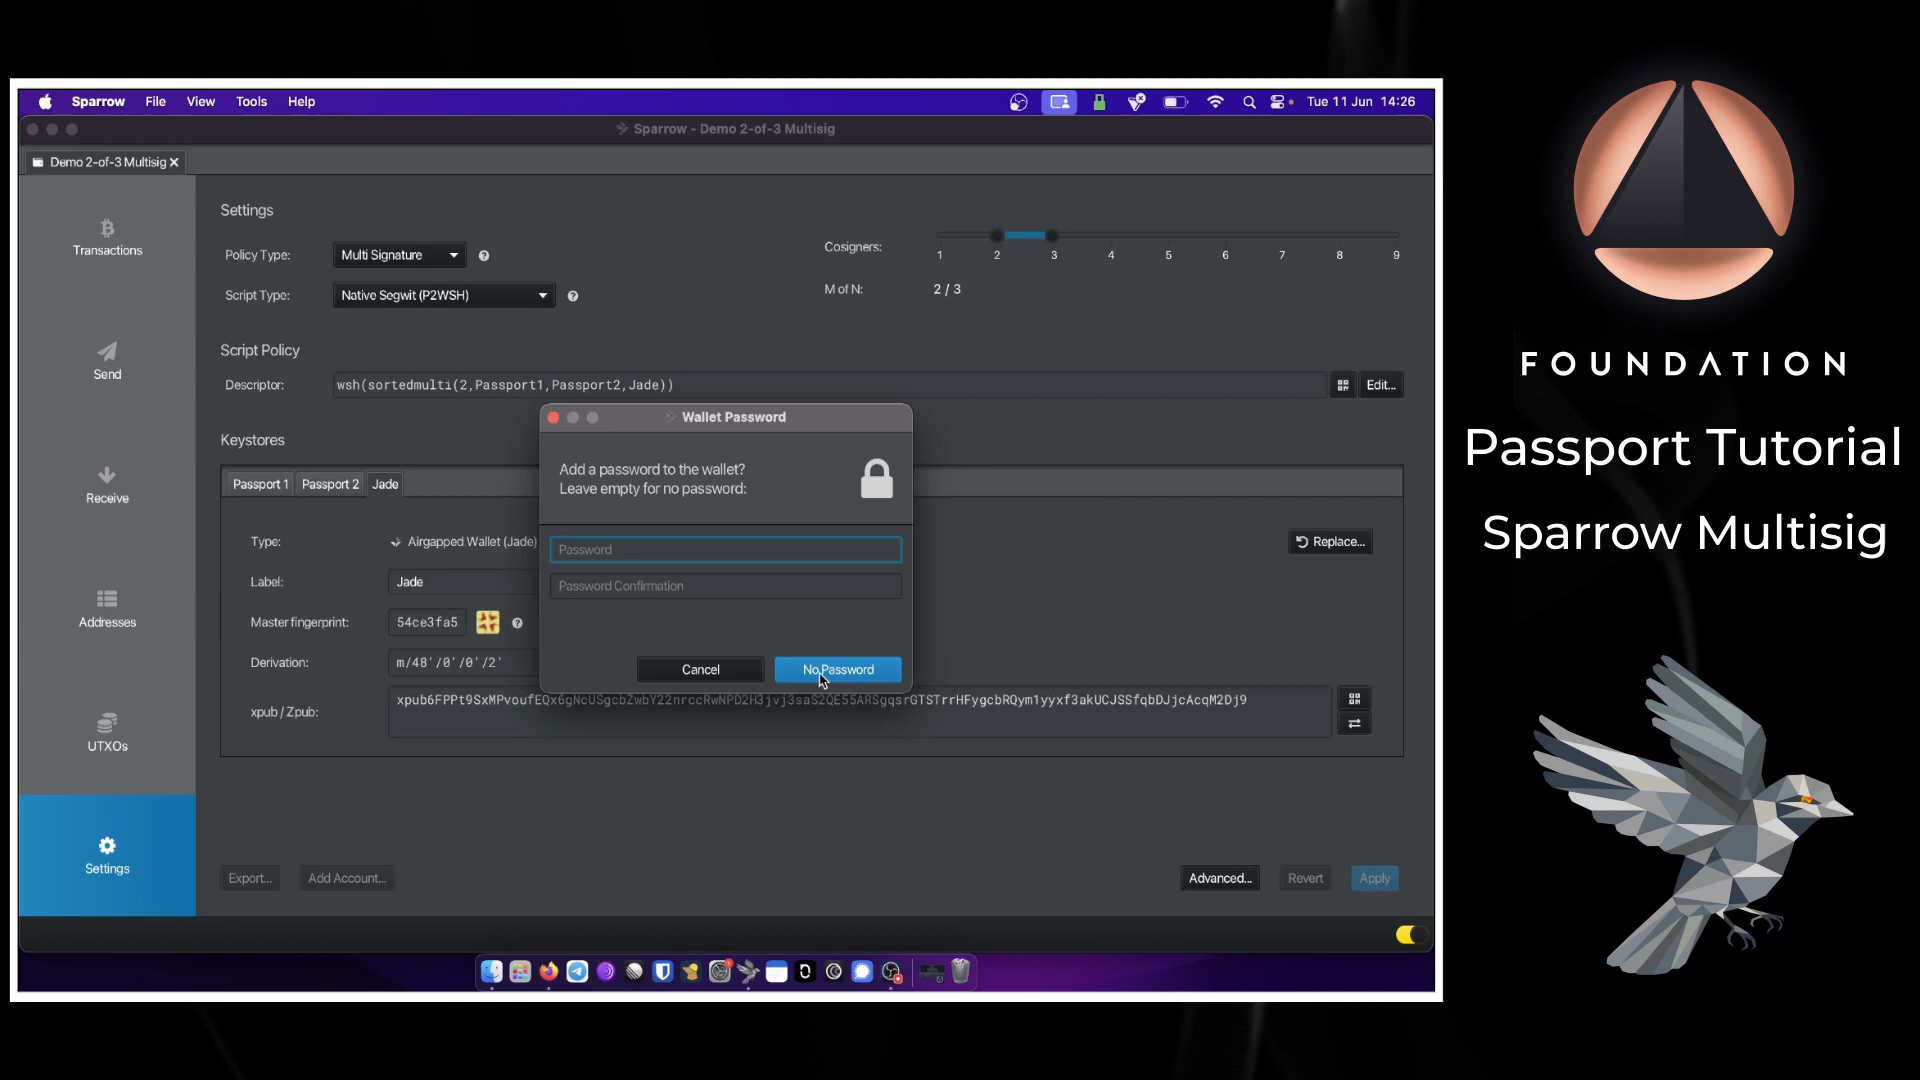 Sparrow File View Tools Help
Tue 11 Jun 14:26
Sparrow - Demo 2-of-3 Multisig
Demo 2-of-3 Multisig
Transactions
Send
Receive
Addresses
UTXOs
Settings
Settings
Policy Type: Multi Signature
Script Type: Native Segwit (P2WSH)
Cosigners:
1 2 3 4 5 6 7 8 9
M of N: 2 / 3
Script Policy
Descriptor: wsh(sortedmulti(2,Passport1,Passport2,Jade)) Edit...
Keystores
Passport 1 Passport 2 Jade
Type: Airgapped Wallet (Jade) Replace...
Label: Jade
Master fingerprint: 54ce3fa5
Derivation: m/48'/0'/0'/2'
xpub / Zpub: xpub6FPPt9SxMPvoufEQx6gNcUSgcbZwbY22nrccRwNPD2H3jvj3saS2QE55ARSgqsrGTSTrrHFygcbRQym1yyxf3akUCJSSfqbDJjcAcqM2Dj9
Wallet Password
Add a password to the wallet?
Leave empty for no password:
Password
Password Confirmation
Cancel No Password
Export... Add Account... Advanced... Revert Apply
FOUNDATION
Passport Tutorial
Sparrow Multisig